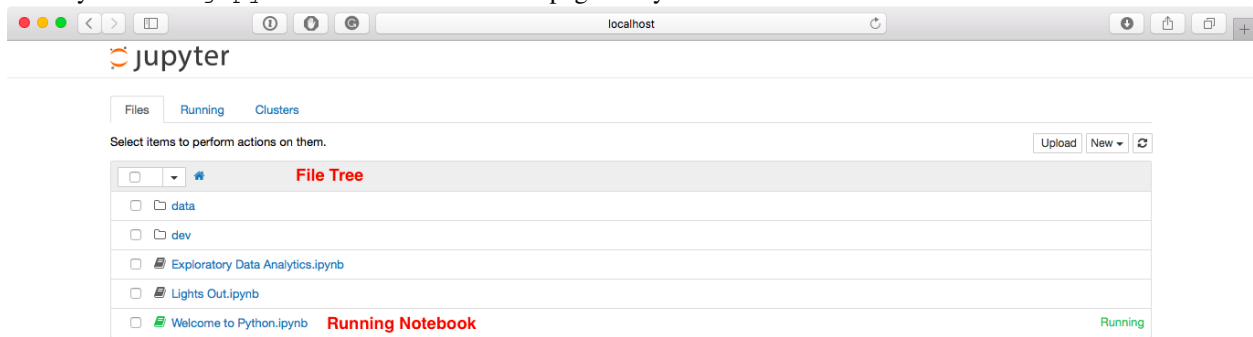 localhost
jupyter
Files Running Clusters
Select items to perform actions on them.
Upload New
File Tree
data
dev
Exploratory Data Analytics.ipynb
Lights Out.ipynb
Welcome to Python.ipynb Running Notebook Running